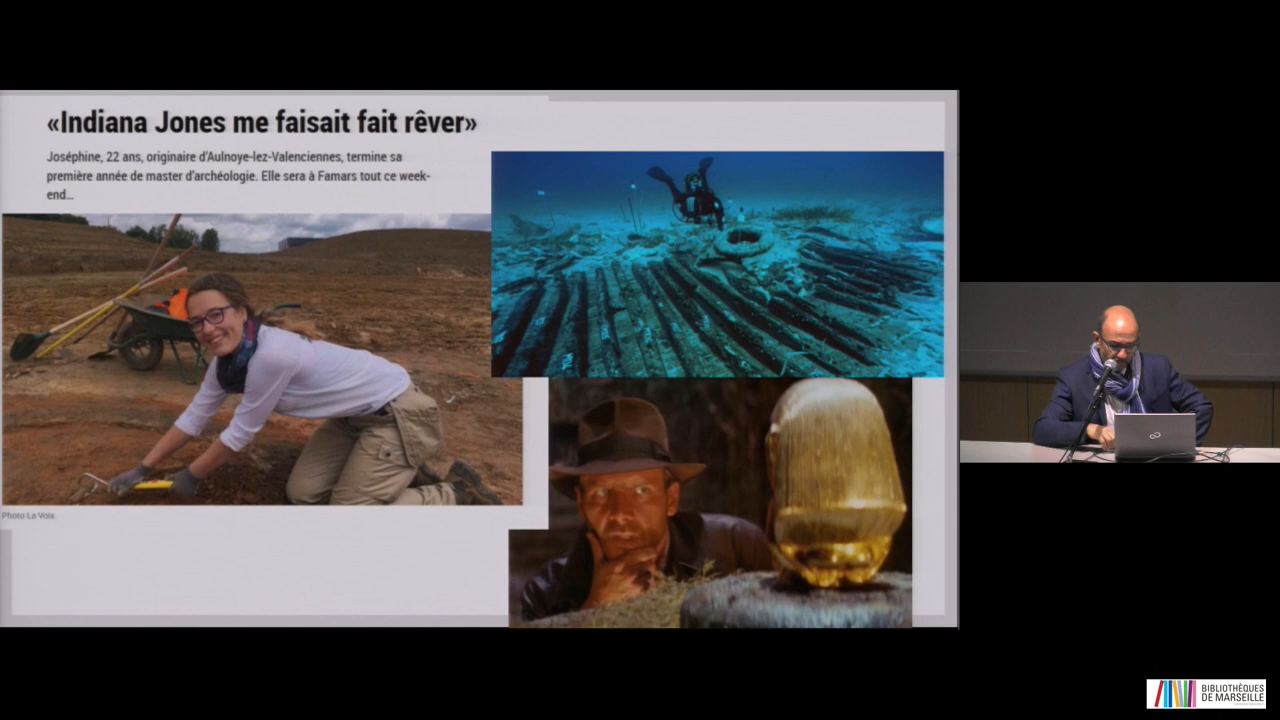 «Indiana Jones me faisait fait rêver»
Joséphine, 22 ans, originaire d'Aulnoye-lez-Valenciennes, termine sa
première année de master d'archéologie. Elle sera à Famars tout ce week-
end...
Photo La Voix.
BIBLIOTHÈQUES
DE MARSEILLE